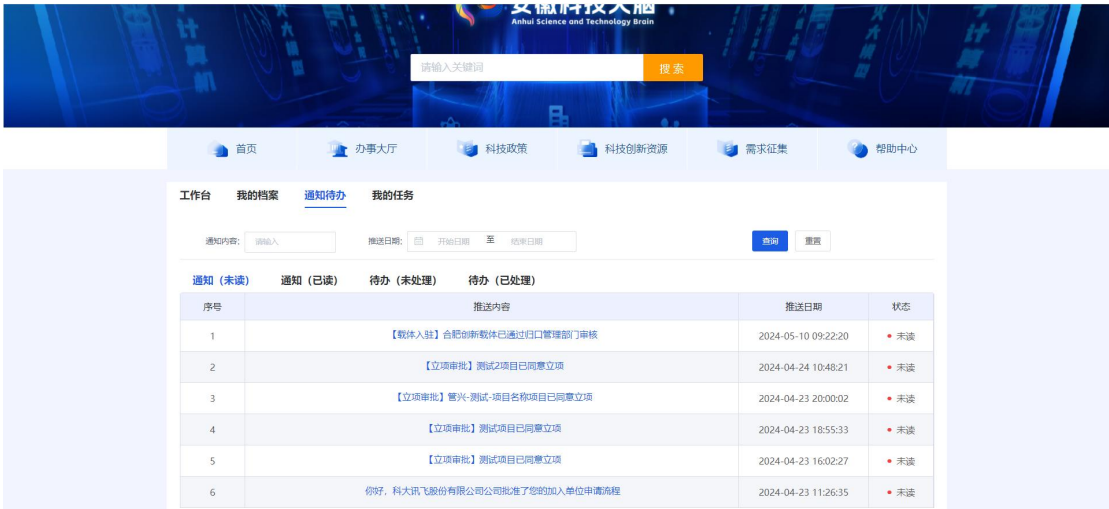 安徽科技大脑
Anhui Science and Technology Brain
请输入关键词 搜索
首页 办事大厅 科技政策 科技创新资源 需求征集 帮助中心
工作台 我的档案 通知待办 我的任务
通知内容: 请输入 推送日期: 开始日期 至 结束日期 查询 重置
通知（未读） 通知（已读） 待办（未处理） 待办（已处理）
序号 推送内容 推送日期 状态
1 【载体入驻】合肥创新载体已通过归口管理部门审核 2024-05-10 09:22:20 未读
2 【立项审批】测试2项目已同意立项 2024-04-24 10:48:21 未读
3 【立项审批】管兴-测试-项目名称项目已同意立项 2024-04-23 20:00:02 未读
4 【立项审批】测试项目已同意立项 2024-04-23 18:55:33 未读
5 【立项审批】测试项目已同意立项 2024-04-23 16:02:27 未读
6 你好，科大讯飞股份有限公司公司批准了您的加入单位申请流程 2024-04-23 11:26:35 未读